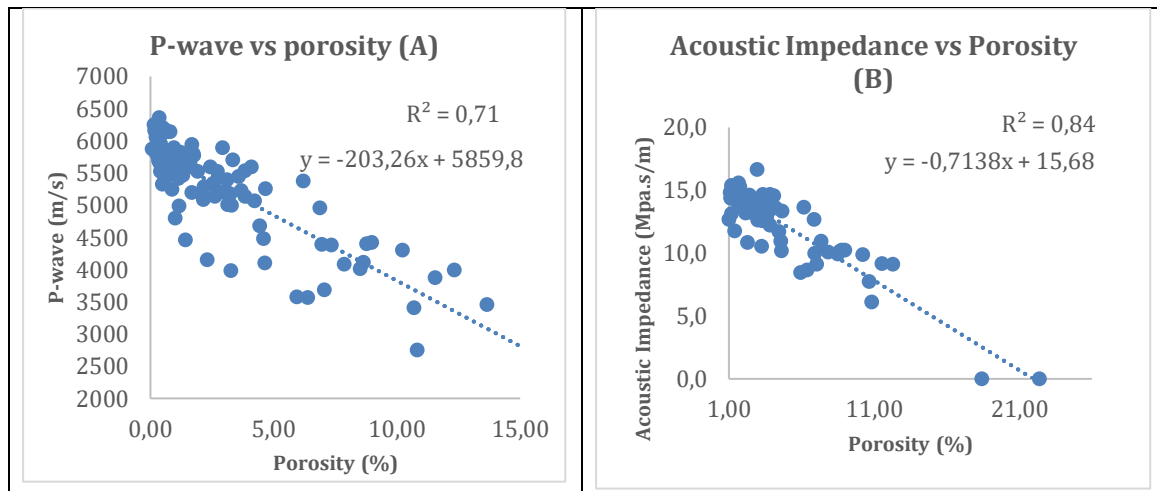 P-wave vs porosity (A)
7000
6500
6000
5500
5000
4500
4000
3500
3000
2500
2000
P-wave (m/s)
R² = 0,71
y = -203,26x + 5859,8
0,00
5,00
10,00
15,00
Porosity (%)
Acoustic Impedance vs Porosity
(B)
20,0
15,0
10,0
5,0
0,0
Acoustic Impedance (Mpa.s/m)
R² = 0,84
y = -0,7138x + 15,68
1,00
11,00
21,00
Porosity (%)